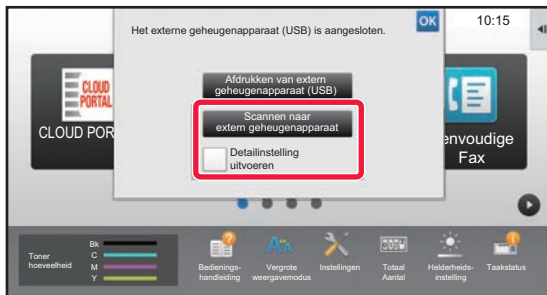 Het externe geheugenapparaat (USB) is aangesloten.
OK
10:15
Afdrukken van extern
geheugenapparaat (USB)
Scannen naar
extern geheugenapparaat
Detailinstelling
uitvoeren
CLOUD
PORTAL
CLOUD POR
envoudige
Fax
Toner
hoeveelheid
Bk
C
M
Y
Bedienings-
handleiding
Vergrote
weergavemodus
Instellingen
Totaal
Aantal
Helderheids-
instelling
Taakstatus